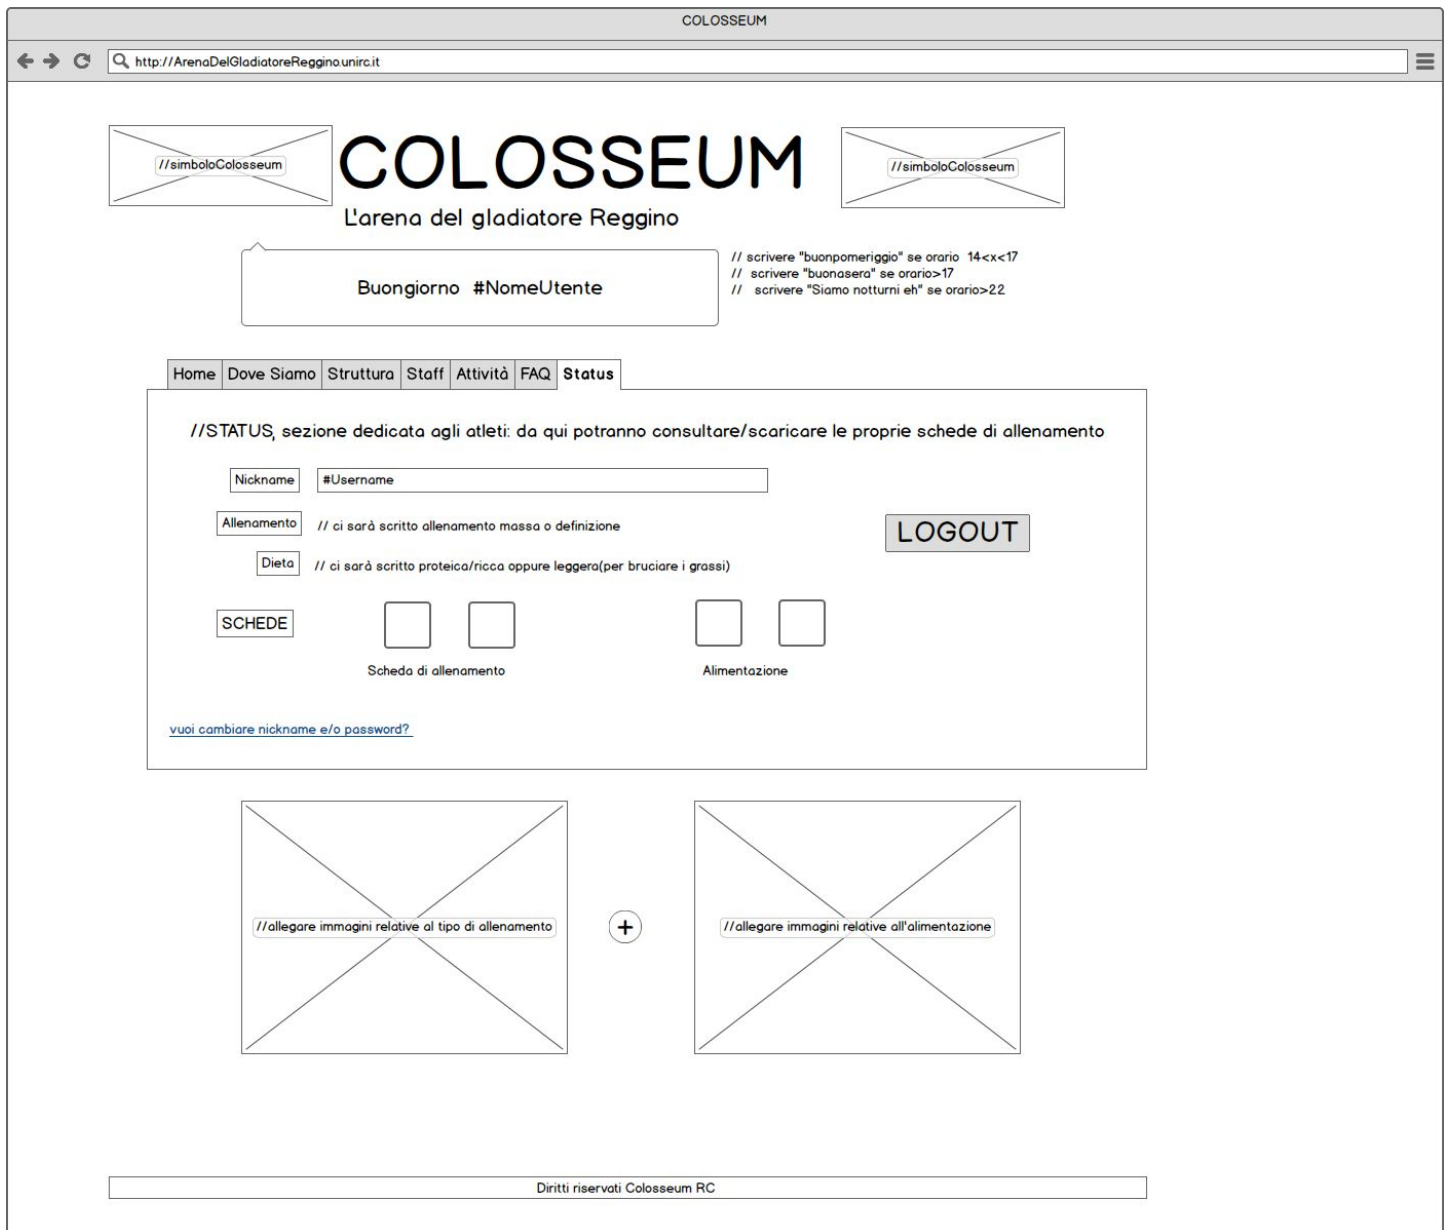 COLOSSEUM
http://ArenaDelGladiatoreReggino.unirc.it
//simboloColosseum
COLOSSEUM
//simboloColosseum
L'arena del gladiatore Reggino
Buongiorno #NomeUtente
// scrivere "buonpomeriggio" se orario 14<x<17
// scrivere "buonasera" se orario>17
// scrivere "Siamo notturni eh" se orario>22
Home Dove Siamo Struttura Staff Attività FAQ Status
//STATUS, sezione dedicata agli atleti: da qui potranno consultare/scaricare le proprie schede di allenamento
Nickname #Username
Allenamento // ci sarà scritto allenamento massa o definizione
LOGOUT
Dieta // ci sarà scritto proteica/ricca oppure leggera(per bruciare i grassi)
SCHEDE
Scheda di allenamento Alimentazione
vuoi cambiare nickname e/o password?
//allegare immagini relative al tipo di allenamento
+
//allegare immagini relative all'alimentazione
Diritti riservati Colosseum RC